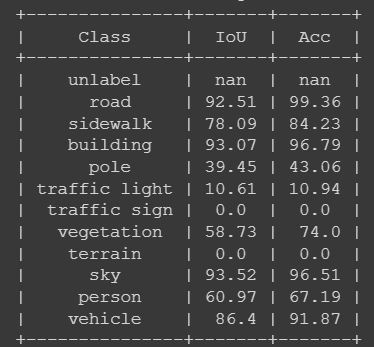 +---------------+-------+-------+
|     Class     |  IoU  |  Acc  |
+---------------+-------+-------+
|    unlabel    |  nan  |  nan  |
|      road     | 92.51 | 99.36 |
|    sidewalk   | 78.09 | 84.23 |
|    building   | 93.07 | 96.79 |
|      pole     | 39.45 | 43.06 |
| traffic light | 10.61 | 10.94 |
|  traffic sign |  0.0  |  0.0  |
|   vegetation  | 58.73 |  74.0 |
|    terrain    |  0.0  |  0.0  |
|      sky      | 93.52 | 96.51 |
|     person    | 60.97 | 67.19 |
|    vehicle    |  86.4 | 91.87 |
+---------------+-------+-------+